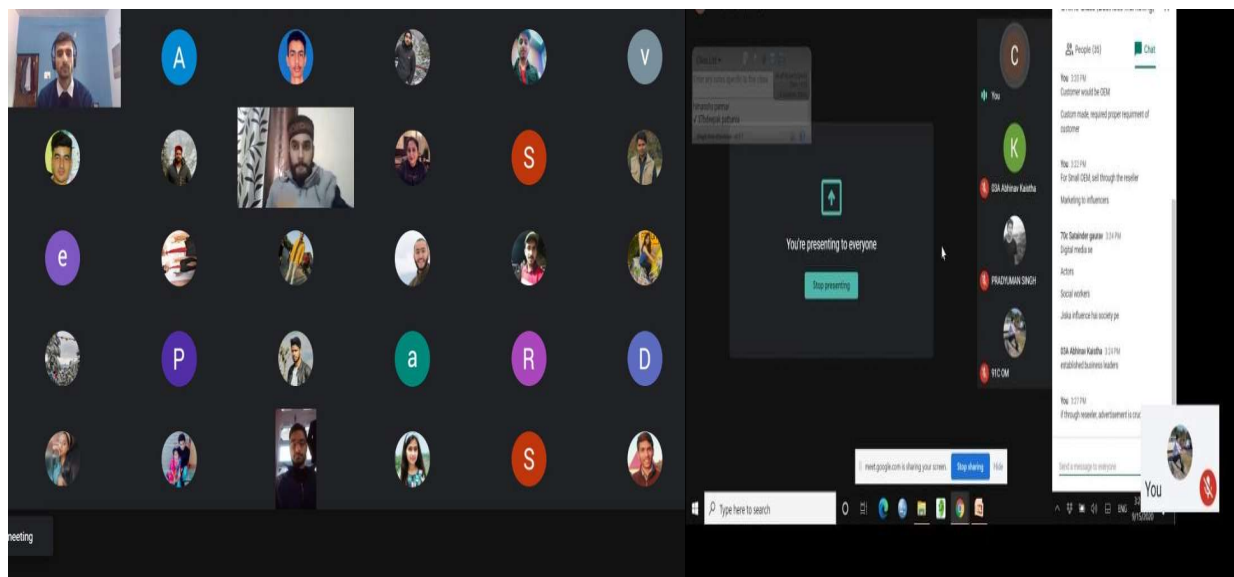 A
v
S
e
P
a
R
D
S
meeting
You're presenting to everyone
Stop presenting
C
You
K
03A Abhinav Kaistha
PRADYUMAN SINGH
91C OM
People (35)
Chat
You 3:20 PM
Customer would be OEM
Custom made, required proper requirment of
customer
You 3:22 PM
For Small OEM, sell through the reseller
Marketing to influencers
70c Satainder gaurav 3:24 PM
Digital media se
Actors
Social workers
Jiska influence hai society pe
03A Abhinav Kaistha 3:24 PM
established business leaders
You 3:27 PM
if through reseller, advertisement is
Send a message to everyone
You
meet.google.com is sharing your screen.
Stop sharing
Hide
Type here to search
ENG
9/15/2020